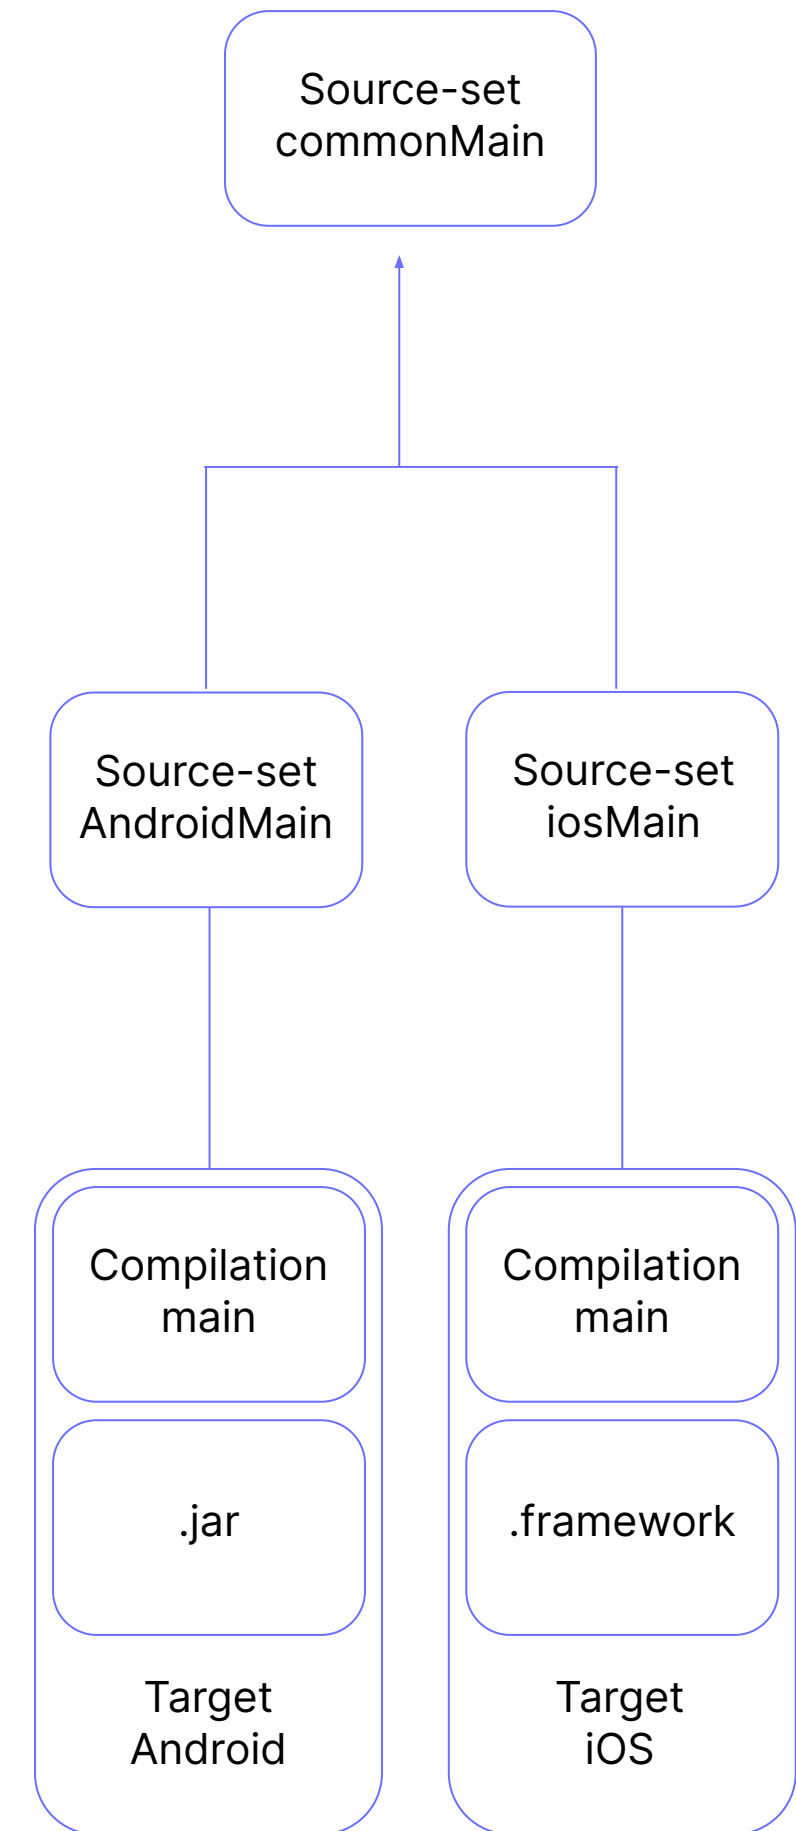 Source-set
commonMain
Source-set
AndroidMain
Source-set
iosMain
Compilation
main
Compilation
main
.jar
.framework
Target
Android
Target
iOS